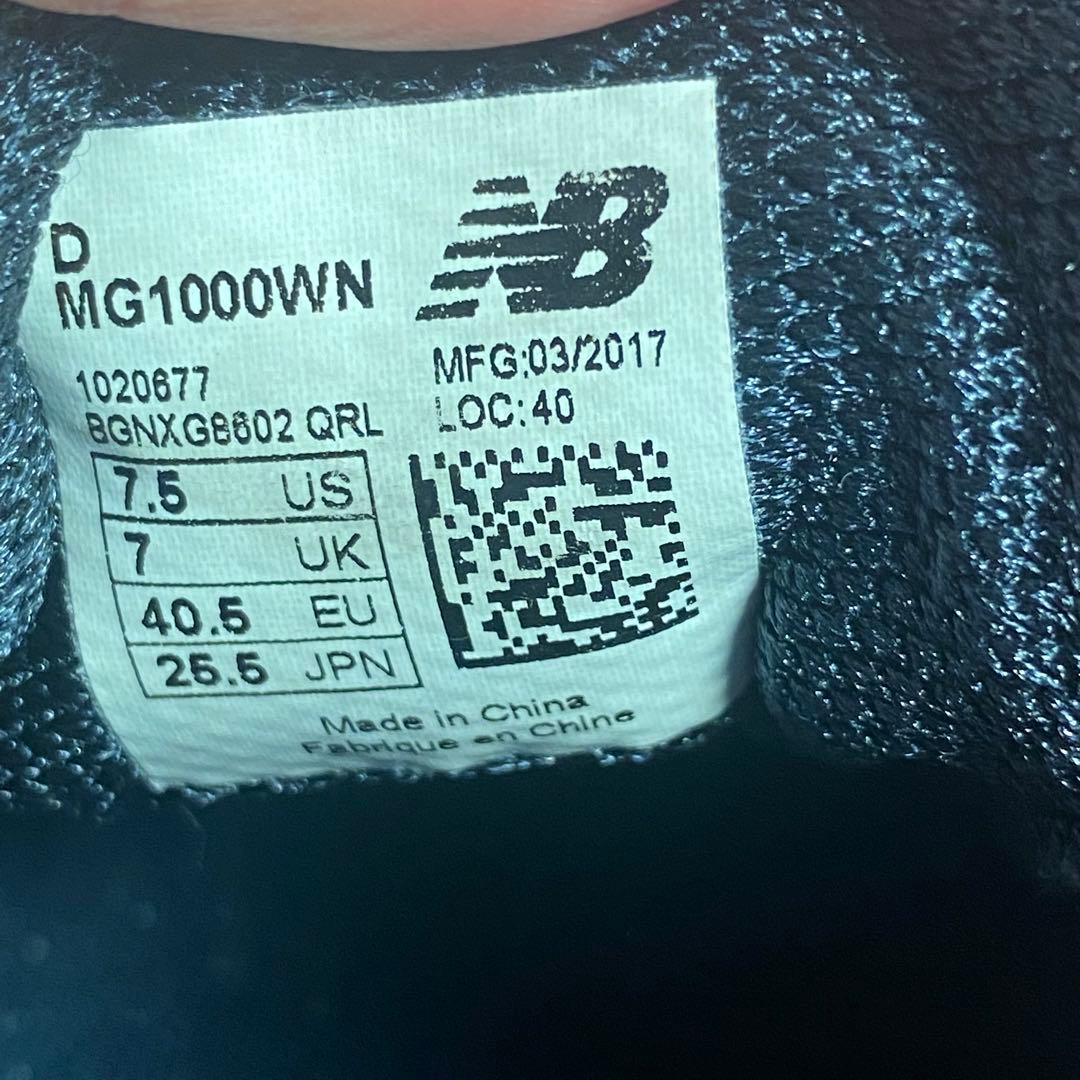 D
MG1000WN
NB
1020677
BGNXG8602 QRL
MFG:03/2017
LOC:40
7.5 US
7 UK
40.5 EU
25.5 JPN
Made in China
Fabrique en Chine